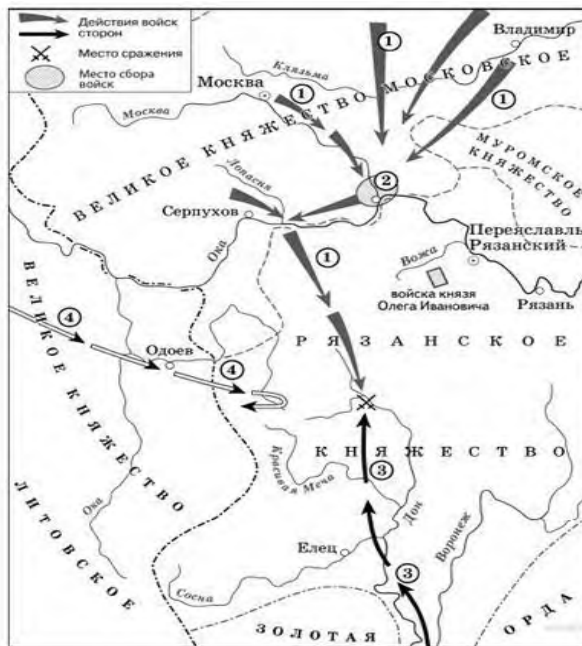 Действия войск
сторон
Место сражения
Место сбора
войск
Владимир
Клязьма
1
Москва
1
1
Москва
ВЕЛИКОЕ КНЯЖЕСТВО МОСКОВСКОЕ
МУРОМСКОЕ
КНЯЖЕСТВО
Лопасня
2
Серпухов
Ока
Переяславль
Рязанский
Вожа
1
войска князя
Олега Ивановича
Рязань
4
РЯЗАНСКОЕ
Одоев
4
ВЕЛИКОЕ КНЯЖЕСТВО
КНЯЖЕСТВО
Красивая Меча
3
Ока
Дон
Воронеж
Елец
ЛИТОВСКОЕ
3
Сосна
ЗОЛОТАЯ
ОРДА